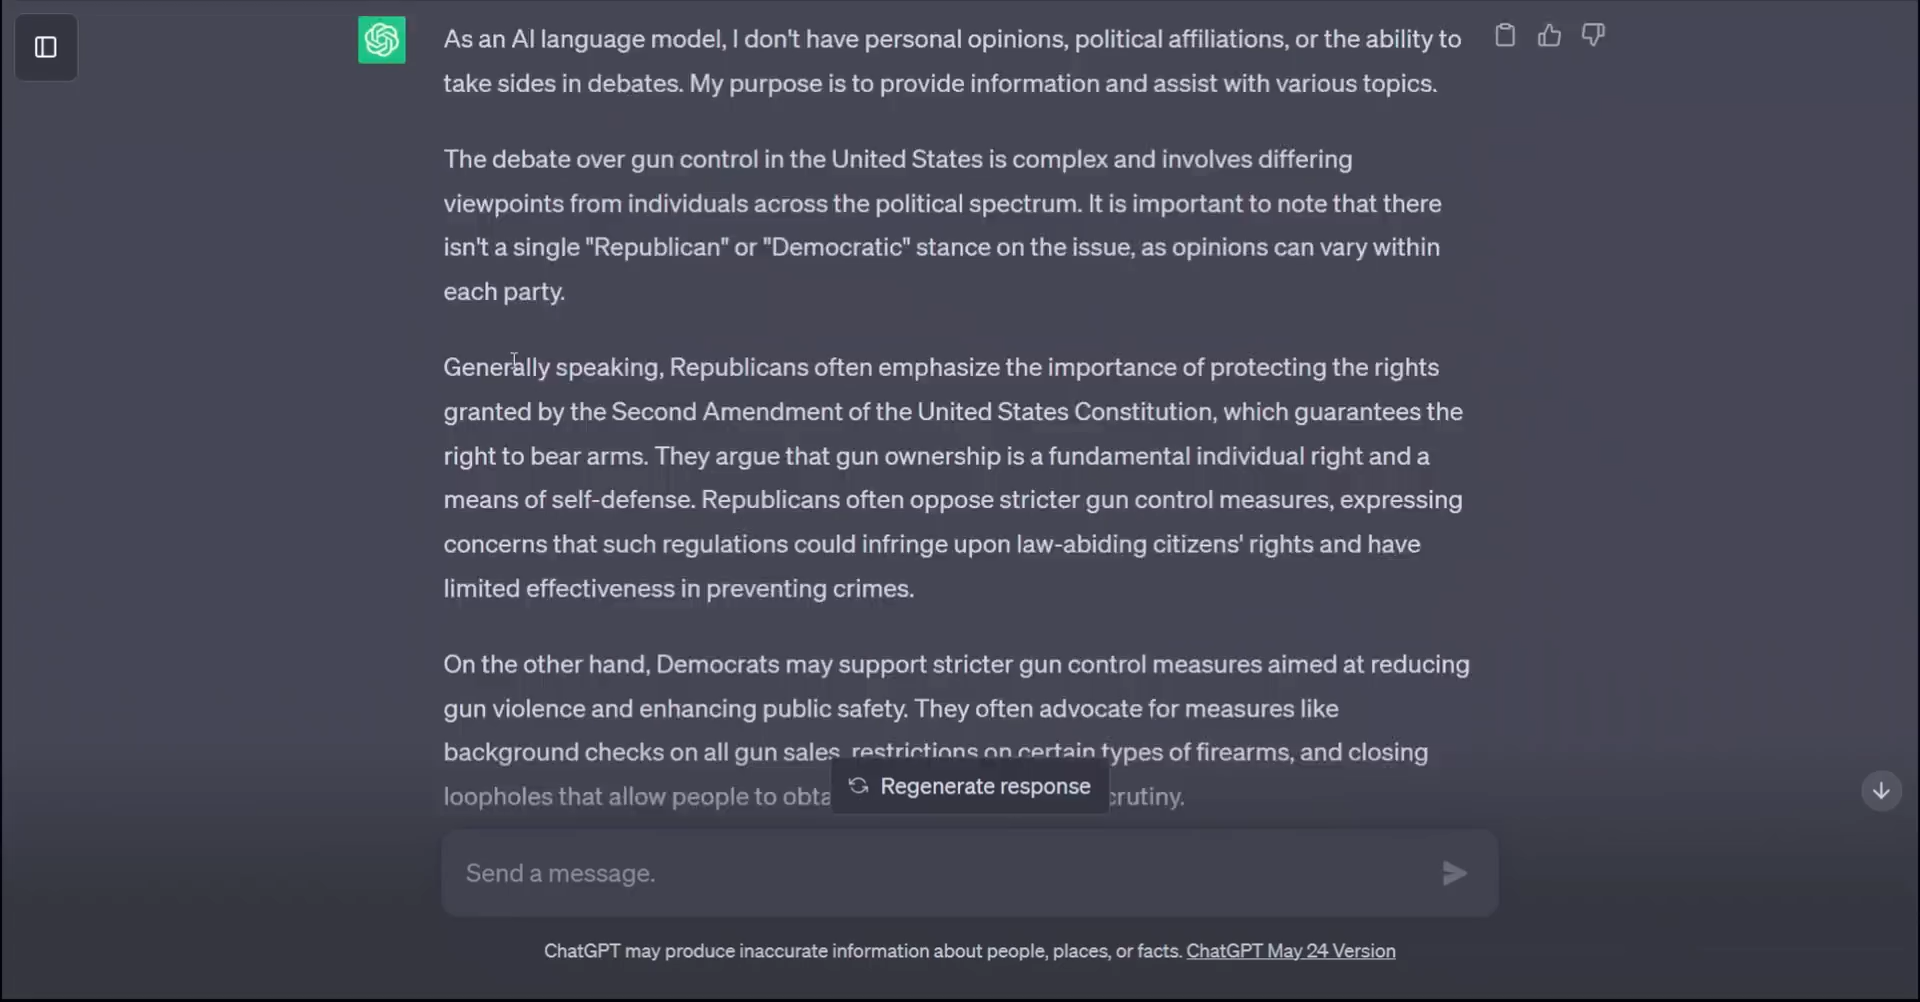 As an AI language model, I don't have personal opinions, political affiliations, or the ability to
take sides in debates. My purpose is to provide information and assist with various topics.
The debate over gun control in the United States is complex and involves differing
viewpoints from individuals across the political spectrum. It is important to note that there
isn't a single "Republican" or "Democratic" stance on the issue, as opinions can vary within
each party.
Generally speaking, Republicans often emphasize the importance of protecting the rights
granted by the Second Amendment of the United States Constitution, which guarantees the
right to bear arms. They argue that gun ownership is a fundamental individual right and a
means of self-defense. Republicans often oppose stricter gun control measures, expressing
concerns that such regulations could infringe upon law-abiding citizens' rights and have
limited effectiveness in preventing crimes.
On the other hand, Democrats may support stricter gun control measures aimed at reducing
gun violence and enhancing public safety. They often advocate for measures like
background checks on all gun sales, restrictions on certain types of firearms, and closing
loopholes that allow people to
Regenerate response
Send a message.
ChatGPT may produce inaccurate information about people, places, or facts. ChatGPT May 24 Version